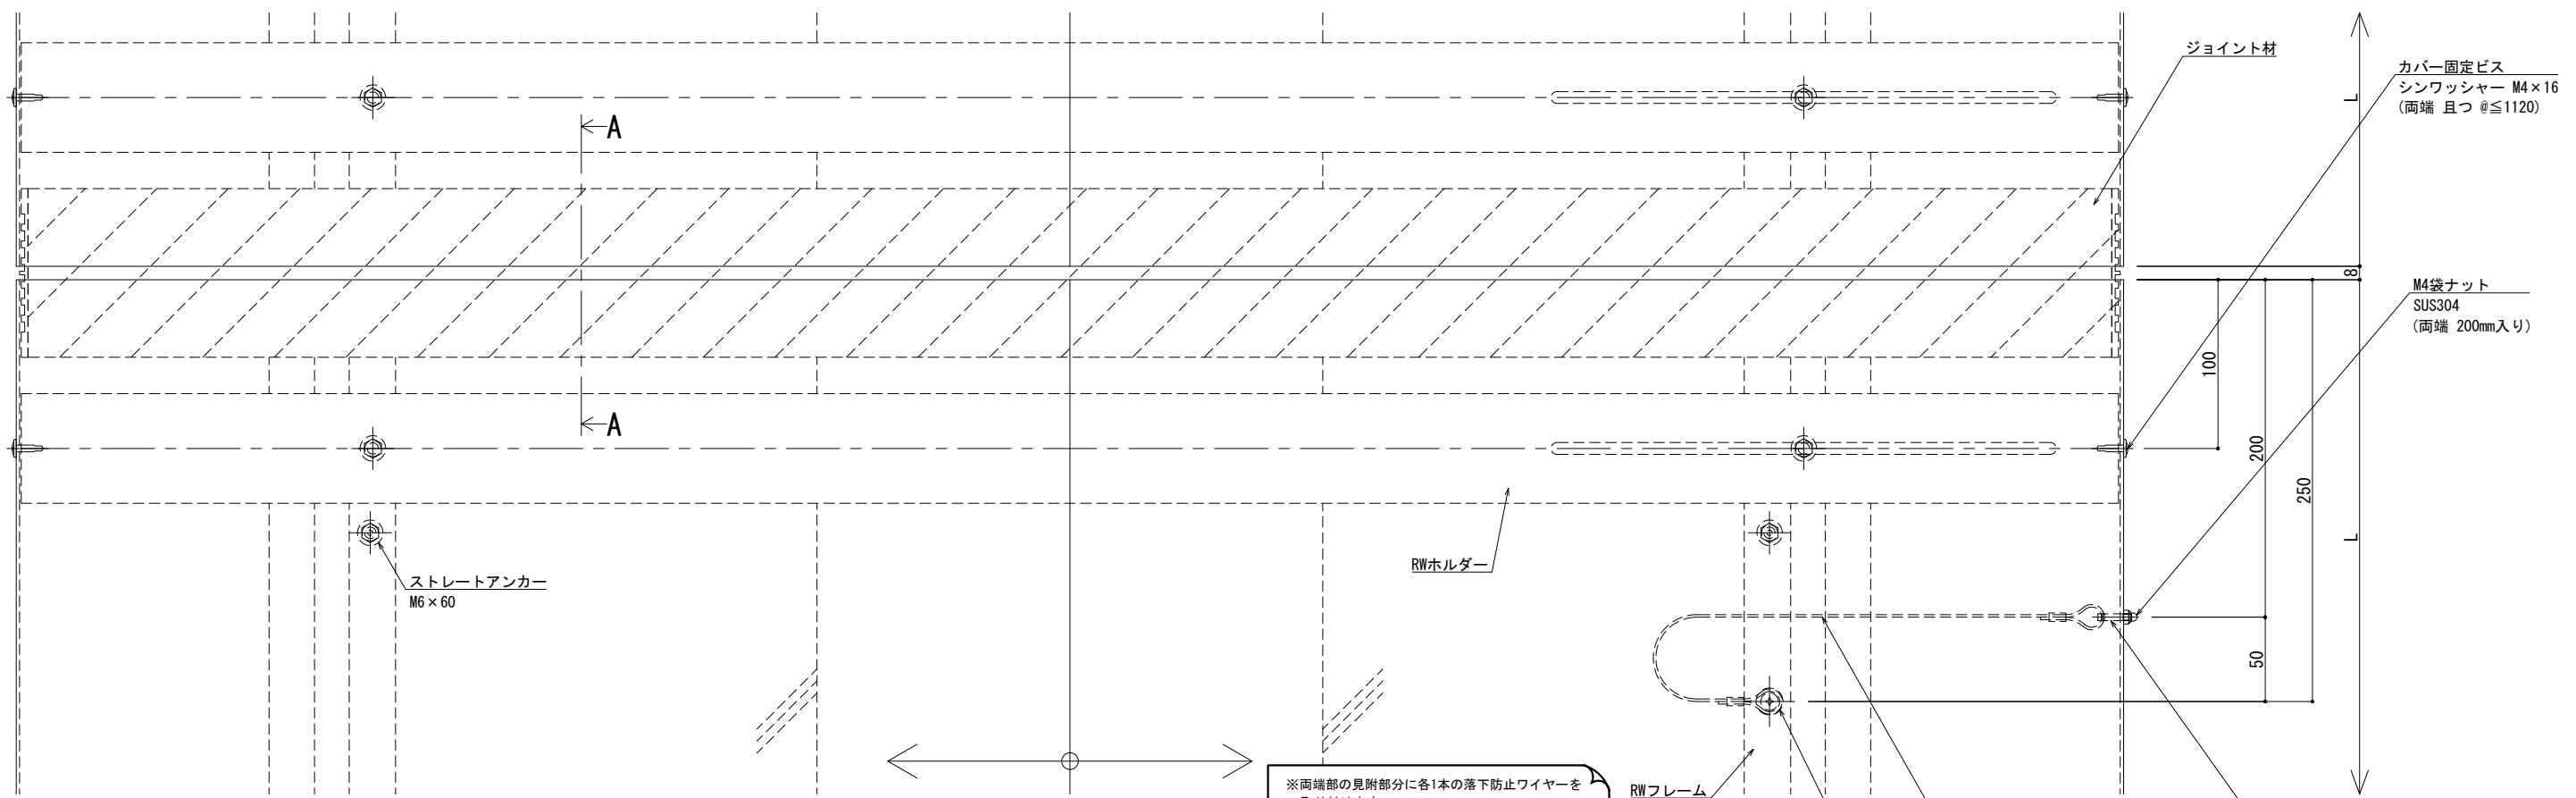 ジョイント材
カバー固定ビス
シンワッシャー M4×16
(両端 且つ @≦1120)
L
A
8
M4袋ナット
SUS304
(両端 200mm入り)
100
A
200
250
L
RWホルダー
ストレートアンカー
M6×60
50
※両端部の見附部分に各1本の落下防止ワイヤーを
RWフレーム